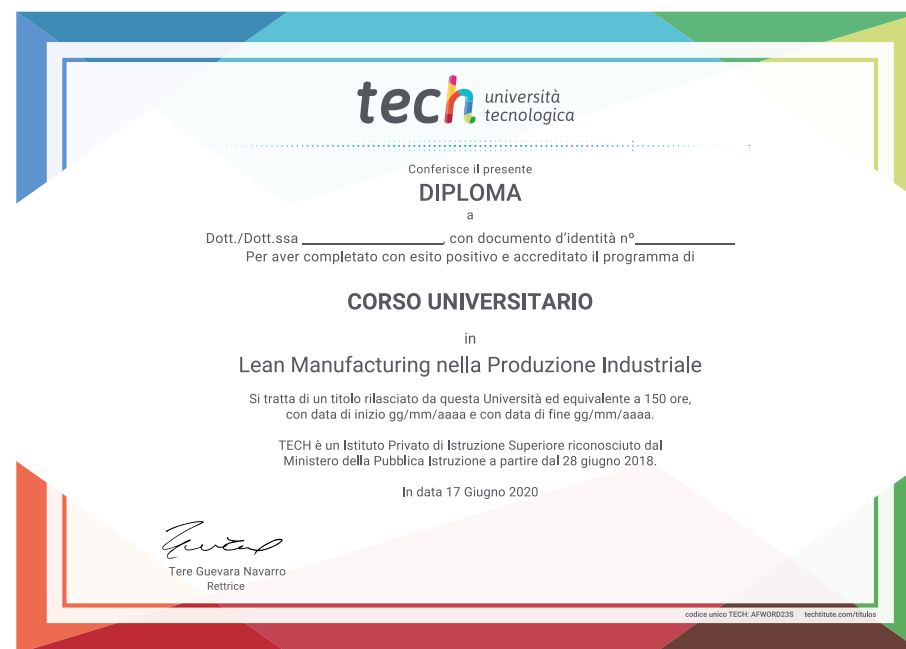 tech università
tecnologica
Conferisce il presente
DIPLOMA
a
Dott./Dott.ssa ____________________, con documento d'identità nº______________
Per aver completato con esito positivo e accreditato il programma di
CORSO UNIVERSITARIO
in
Lean Manufacturing nella Produzione Industriale
Si tratta di un titolo rilasciato da questa Università ed equivalente a 150 ore,
con data di inizio gg/mm/aaaa e con data di fine gg/mm/aaaa.
TECH è un Istituto Privato di Istruzione Superiore riconosciuto dal
Ministero della Pubblica Istruzione a partire dal 28 giugno 2018.
In data 17 Giugno 2020
Tere Guevara Navarro
Rettrice
codice unico TECH: AFWORD23S techtitute.com/titulos